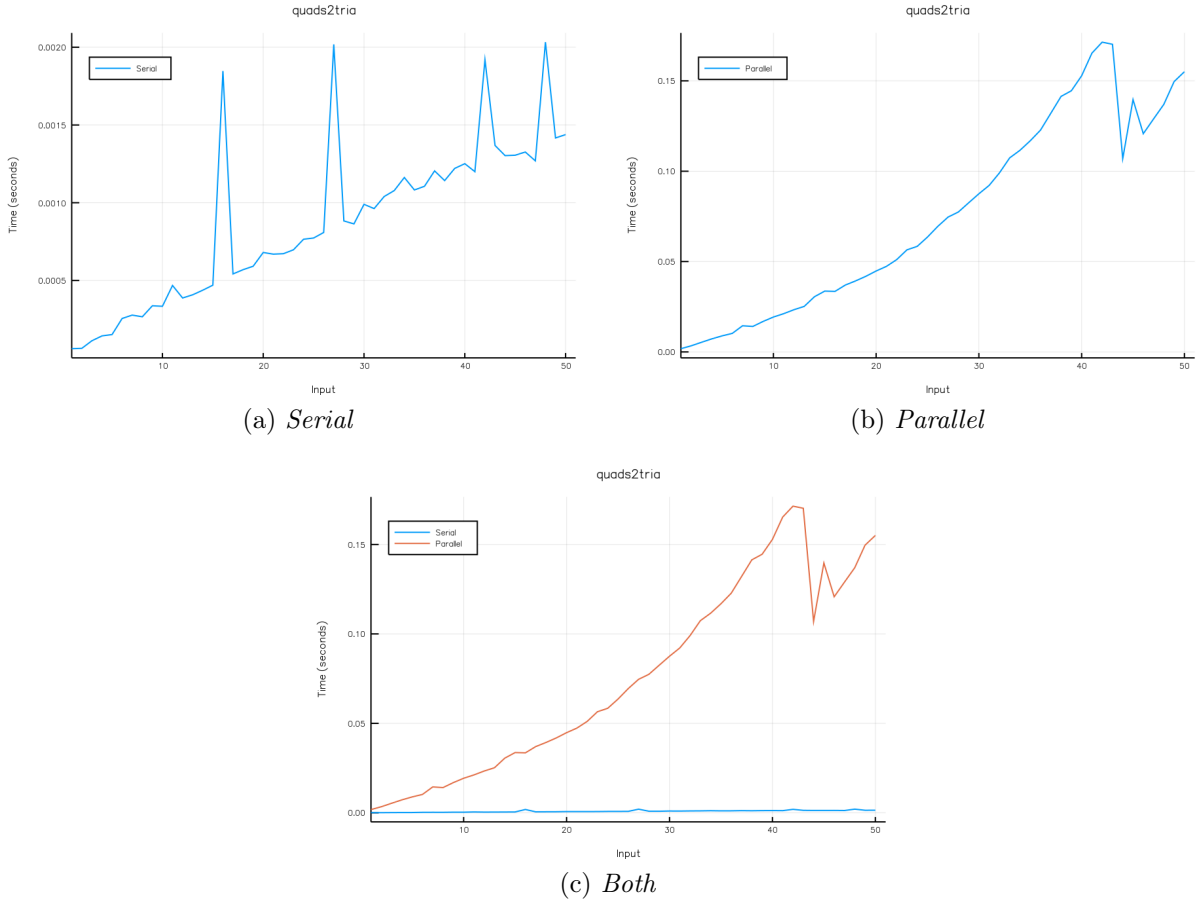 quads2tria
0.0020
0.0015
0.0010
0.0005
Time (seconds)
Serial
10 20 30 40 50
Input
(a) Serial
quads2tria
0.15
0.10
0.05
0.00
Time (seconds)
Parallel
10 20 30 40 50
Input
(b) Parallel
quads2tria
0.15
0.10
0.05
0.00
Time (seconds)
Serial
Parallel
10 20 30 40 50
Input
(c) Both